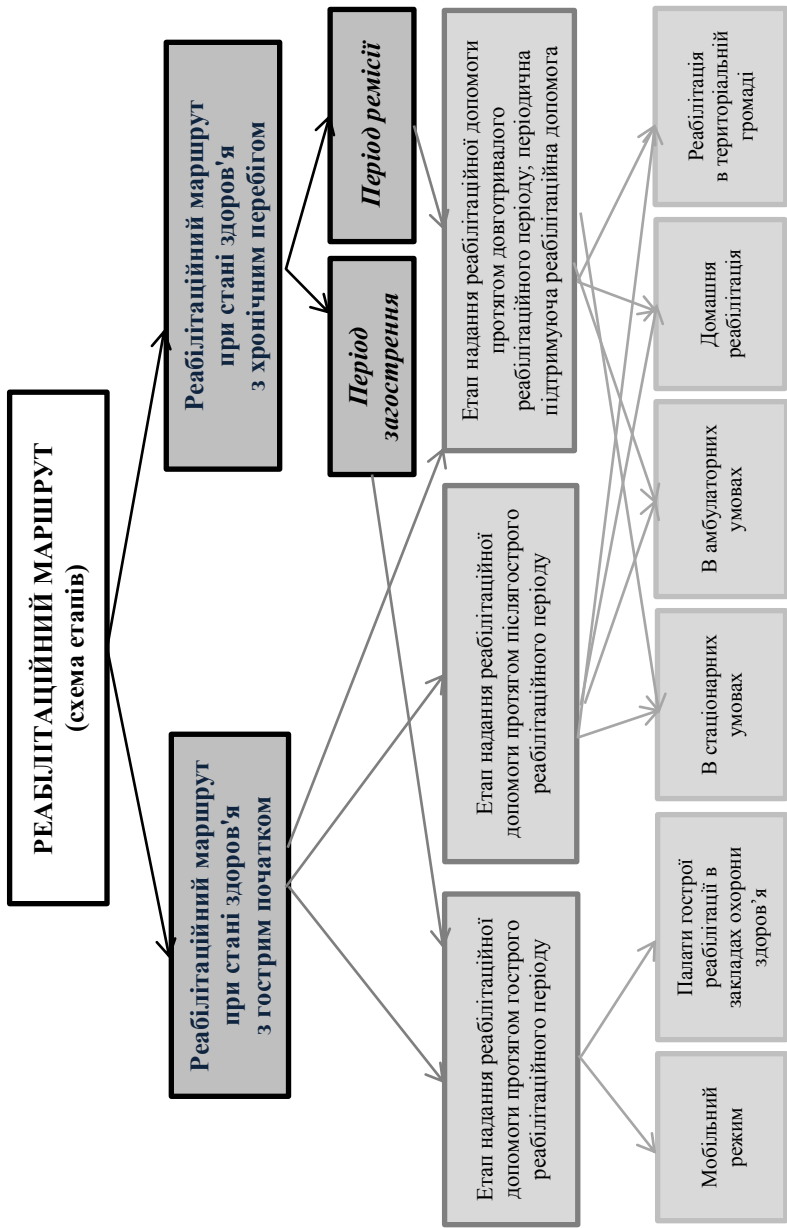 РЕАБІЛІТАЦІЙНИЙ МАРШРУТ
(схема етапів)
Реабілітаційний маршрут
при стані здоров'я
з гострим початком
Реабілітаційний маршрут
при стані здоров'я
з хронічним перебігом
Період
загострення
Період ремісії
Етап надання реабілітаційної
допомоги протягом гострого
реабілітаційного періоду
Етап надання реабілітаційної
допомоги протягом післягострого
реабілітаційного періоду
Етап надання реабілітаційної допомоги
протягом довготривалого
реабілітаційного періоду; періодична
підтримуюча реабілітаційна допомога
Мобільний
режим
Палати гострої
реабілітації в
закладах охорони
здоров’я
В стаціонарних
умовах
В амбулаторних
умовах
Домашня
реабілітація
Реабілітація
в територіальній
громаді